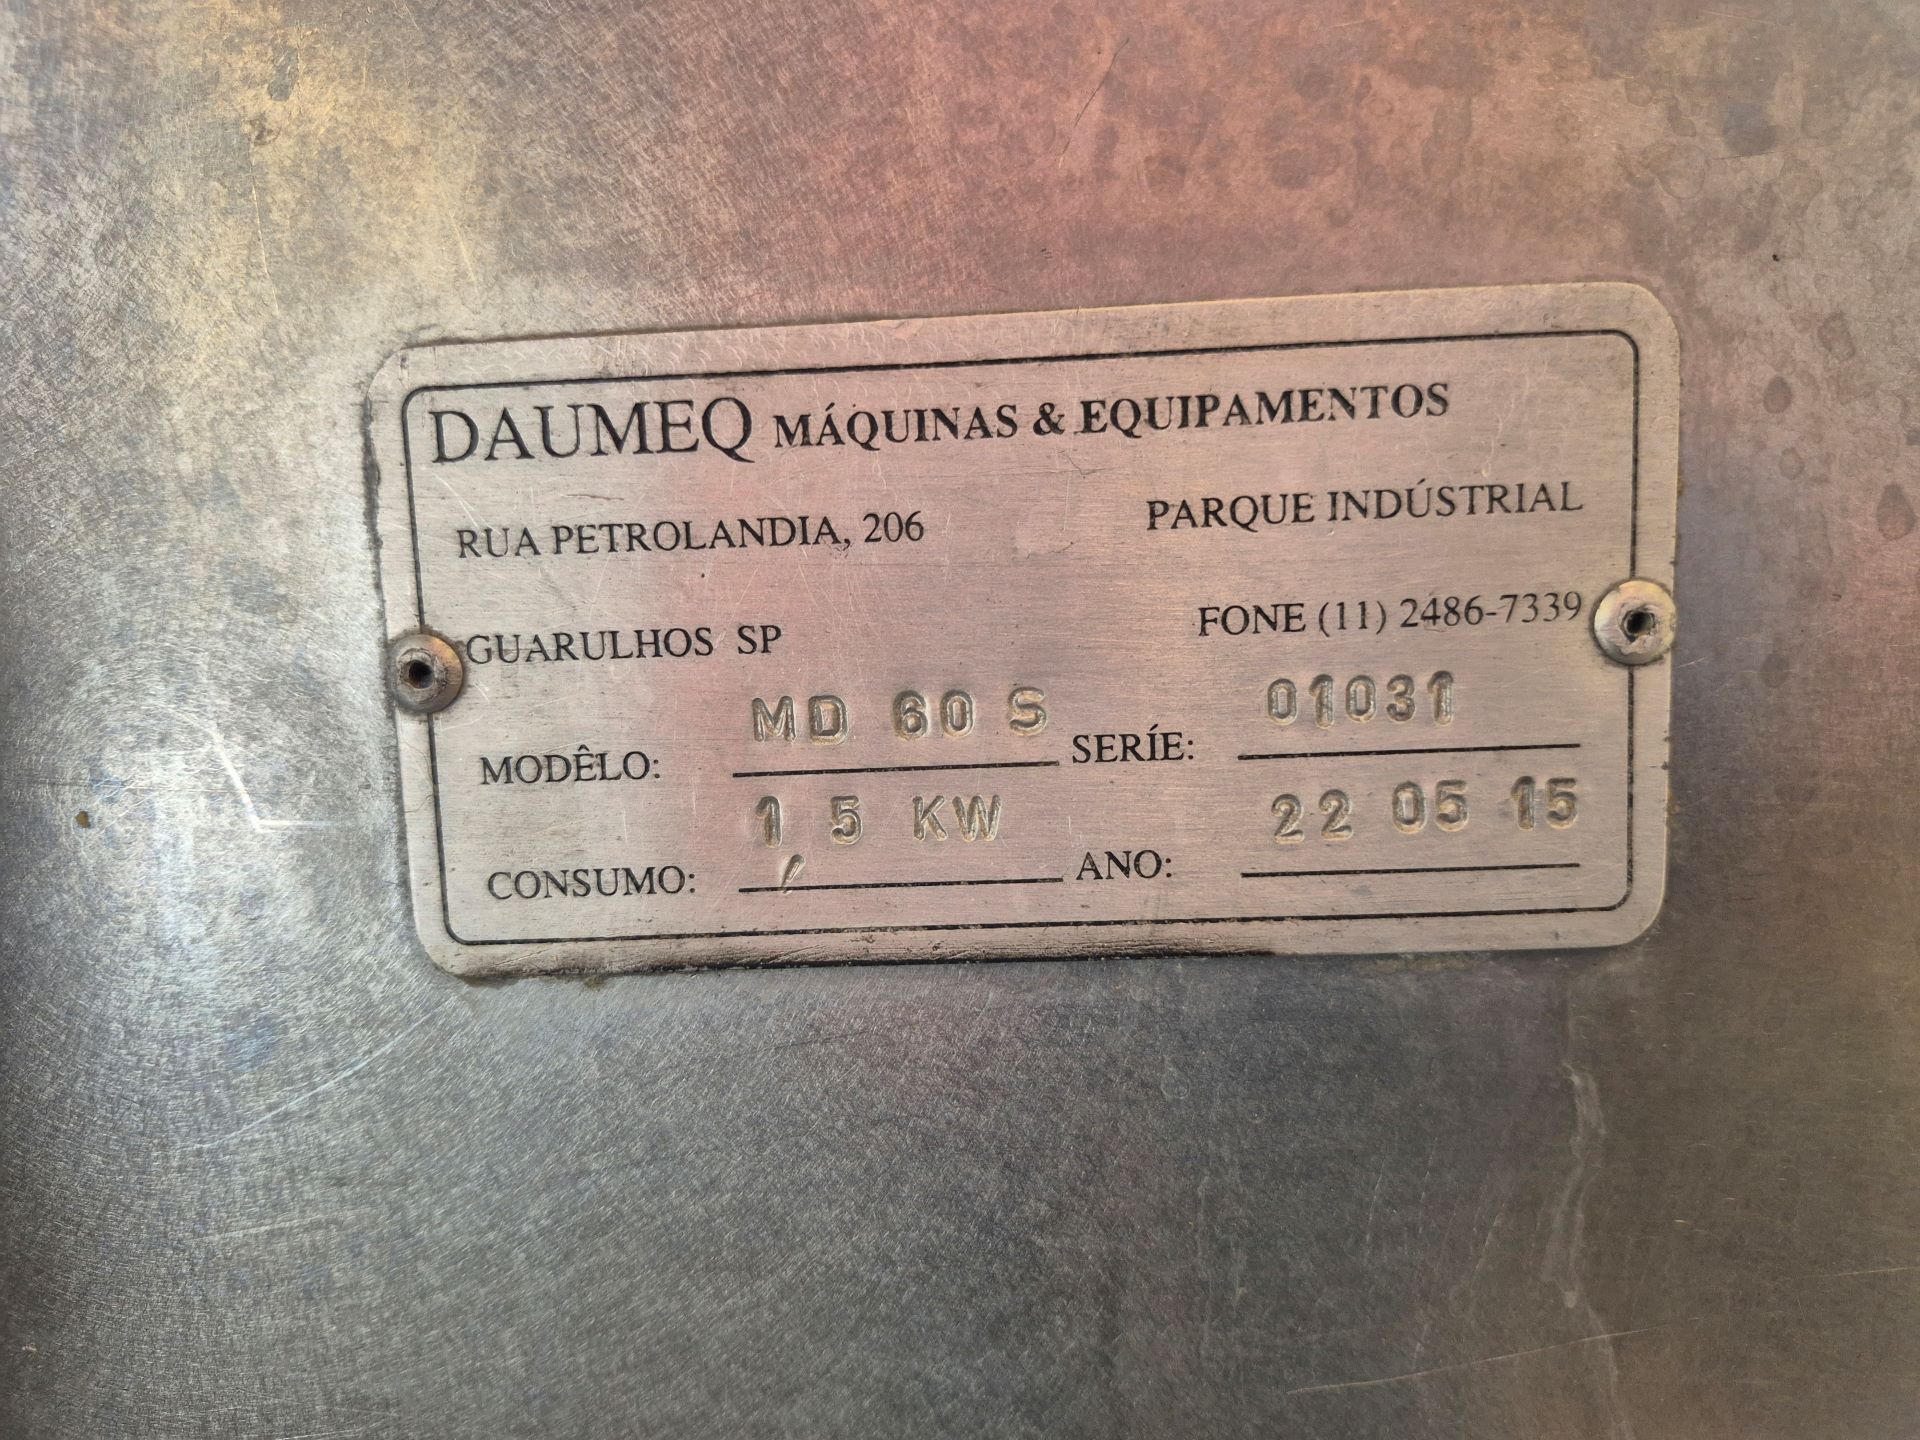 DAUMEQ MÁQUINAS & EQUIPAMENTOS
RUA PETROLANDIA, 206 PARQUE INDÚSTRIAL
GUARULHOS SP FONE (11) 2486-7339
MODÊLO: MD 60 S SERÍE: 01031
CONSUMO: 1,5 KW ANO: 22 05 15